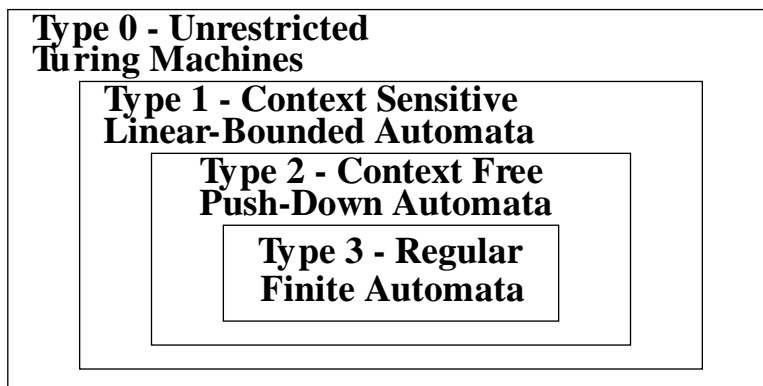 Type 0 - Unrestricted
Turing Machines
Type 1 - Context Sensitive
Linear-Bounded Automata
Type 2 - Context Free
Push-Down Automata
Type 3 - Regular
Finite Automata